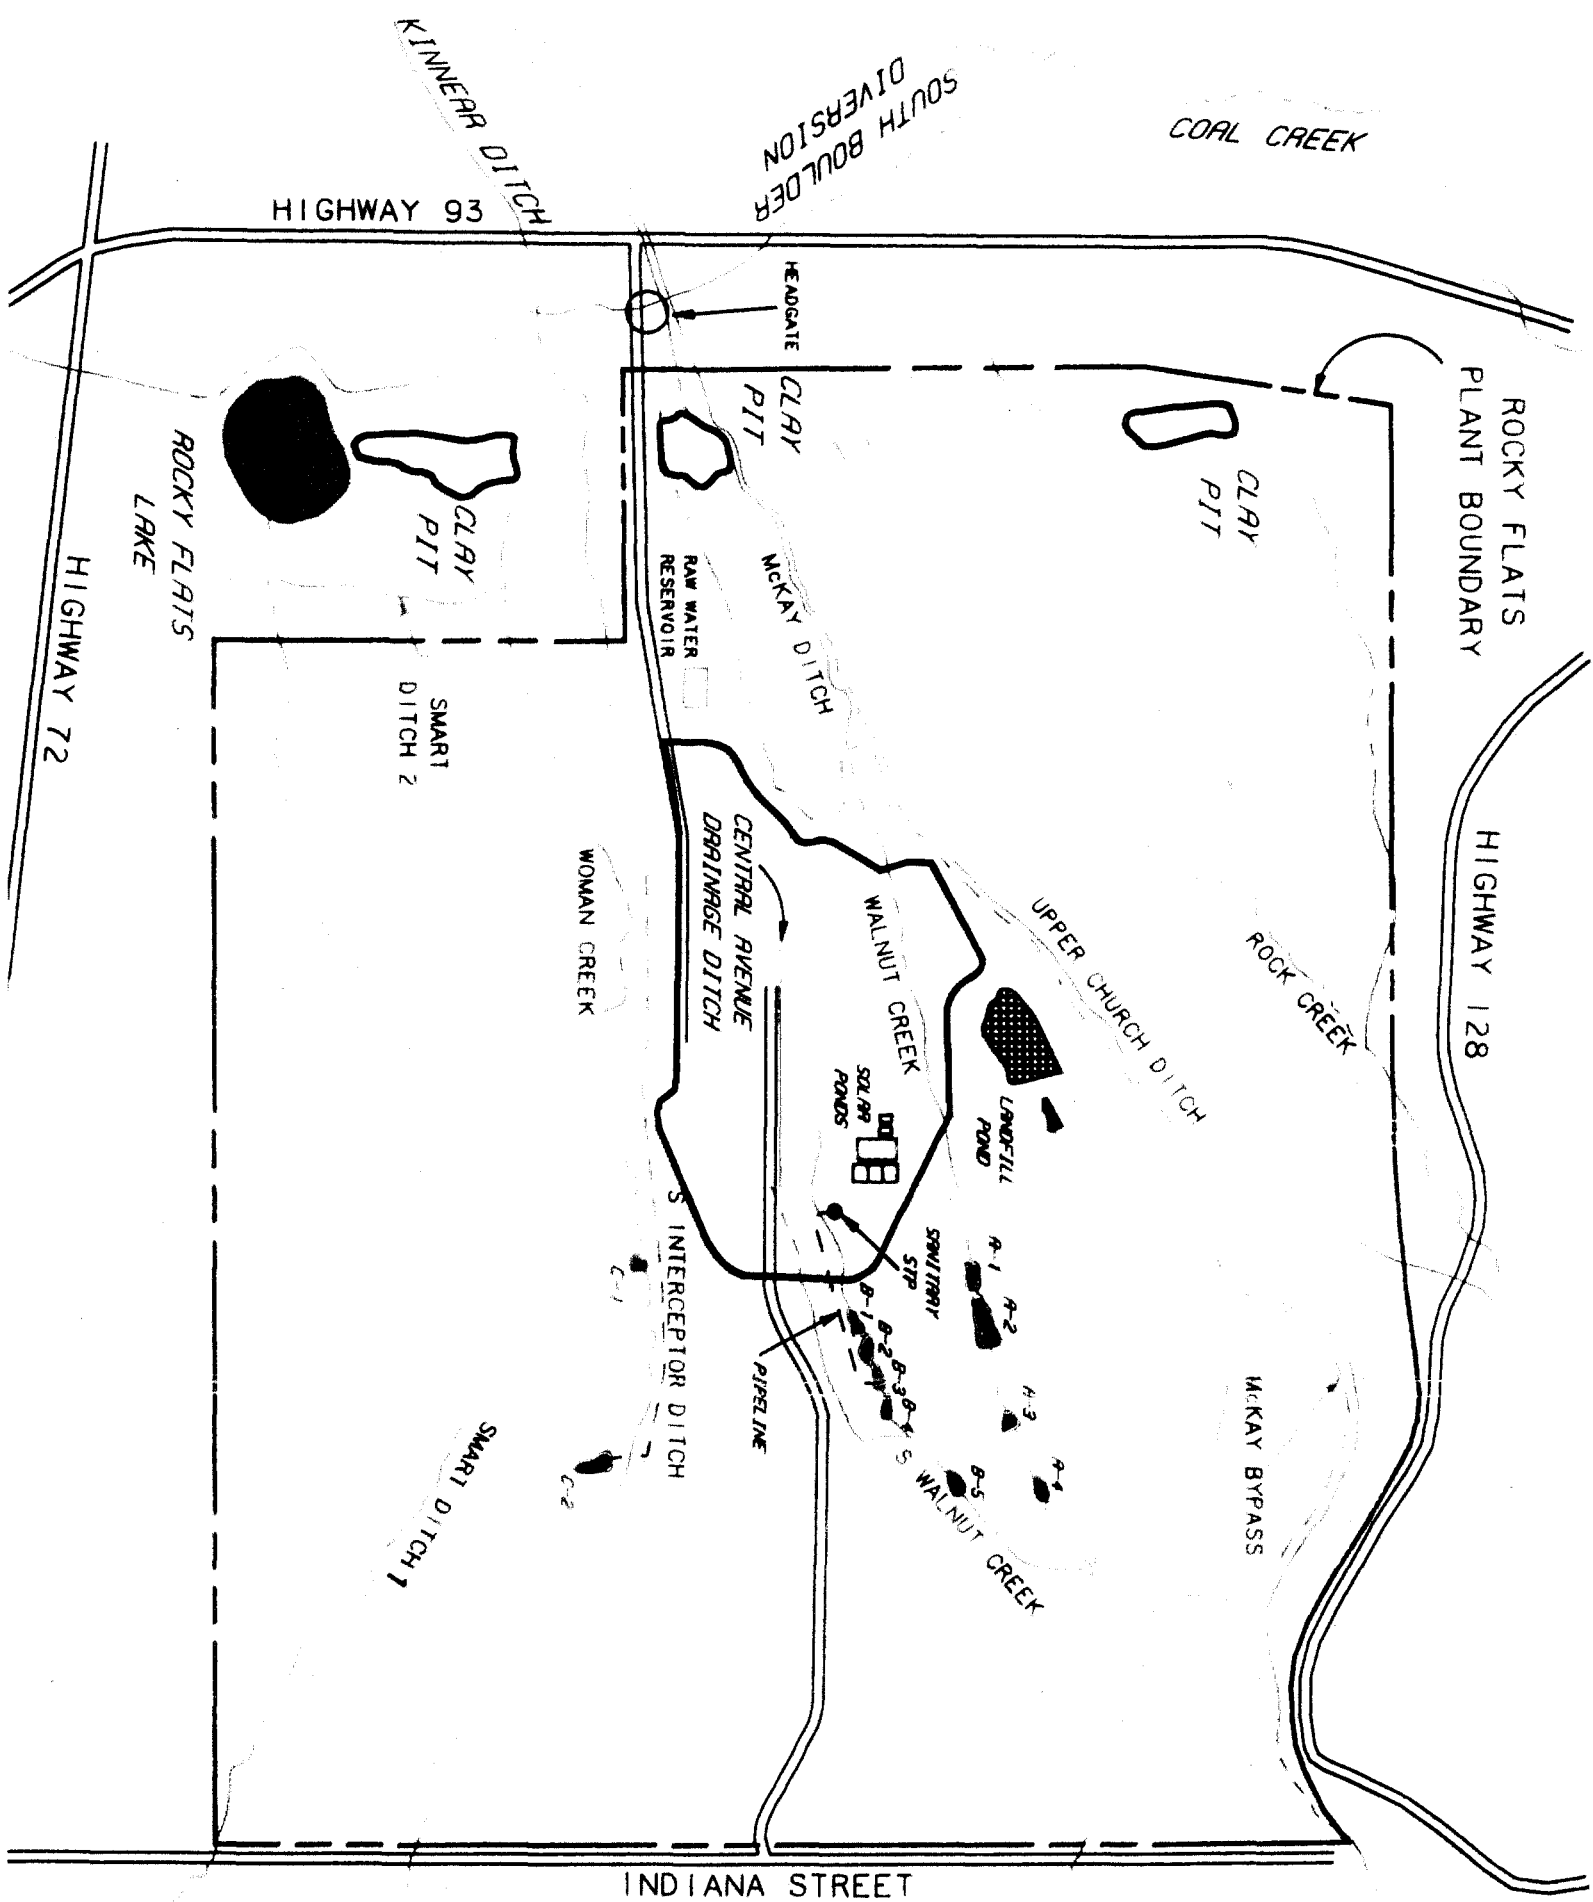 KINNEAR DITCH
SOUTH BOULDER
DIVERSION
COAL CREEK
HIGHWAY 93
HEADGATE
ROCKY FLATS
PLANT BOUNDARY
CLAY
PIT
CLAY
PIT
CLAY
PIT
ROCKY FLATS
LAKE
HIGHWAY 72
RAW WATER
RESERVOIR
McKAY DITCH
SMART
DITCH 2
HIGHWAY 128
CENTRAL AVENUE
DRAINAGE DITCH
WOMAN CREEK
WALNUT CREEK
UPPER CHURCH DITCH
ROCK CREEK
SOLAR
PONDS
LANDFILL
POND
SANITARY
STP
A-1
A-2
A-3
A-4
B-1
B-2
B-3
B-4
B-5
C-1
C-2
S INTERCEPTOR DITCH
PIPELINE
S WALNUT CREEK
McKAY BYPASS
SMART DITCH 1
INDIANA STREET